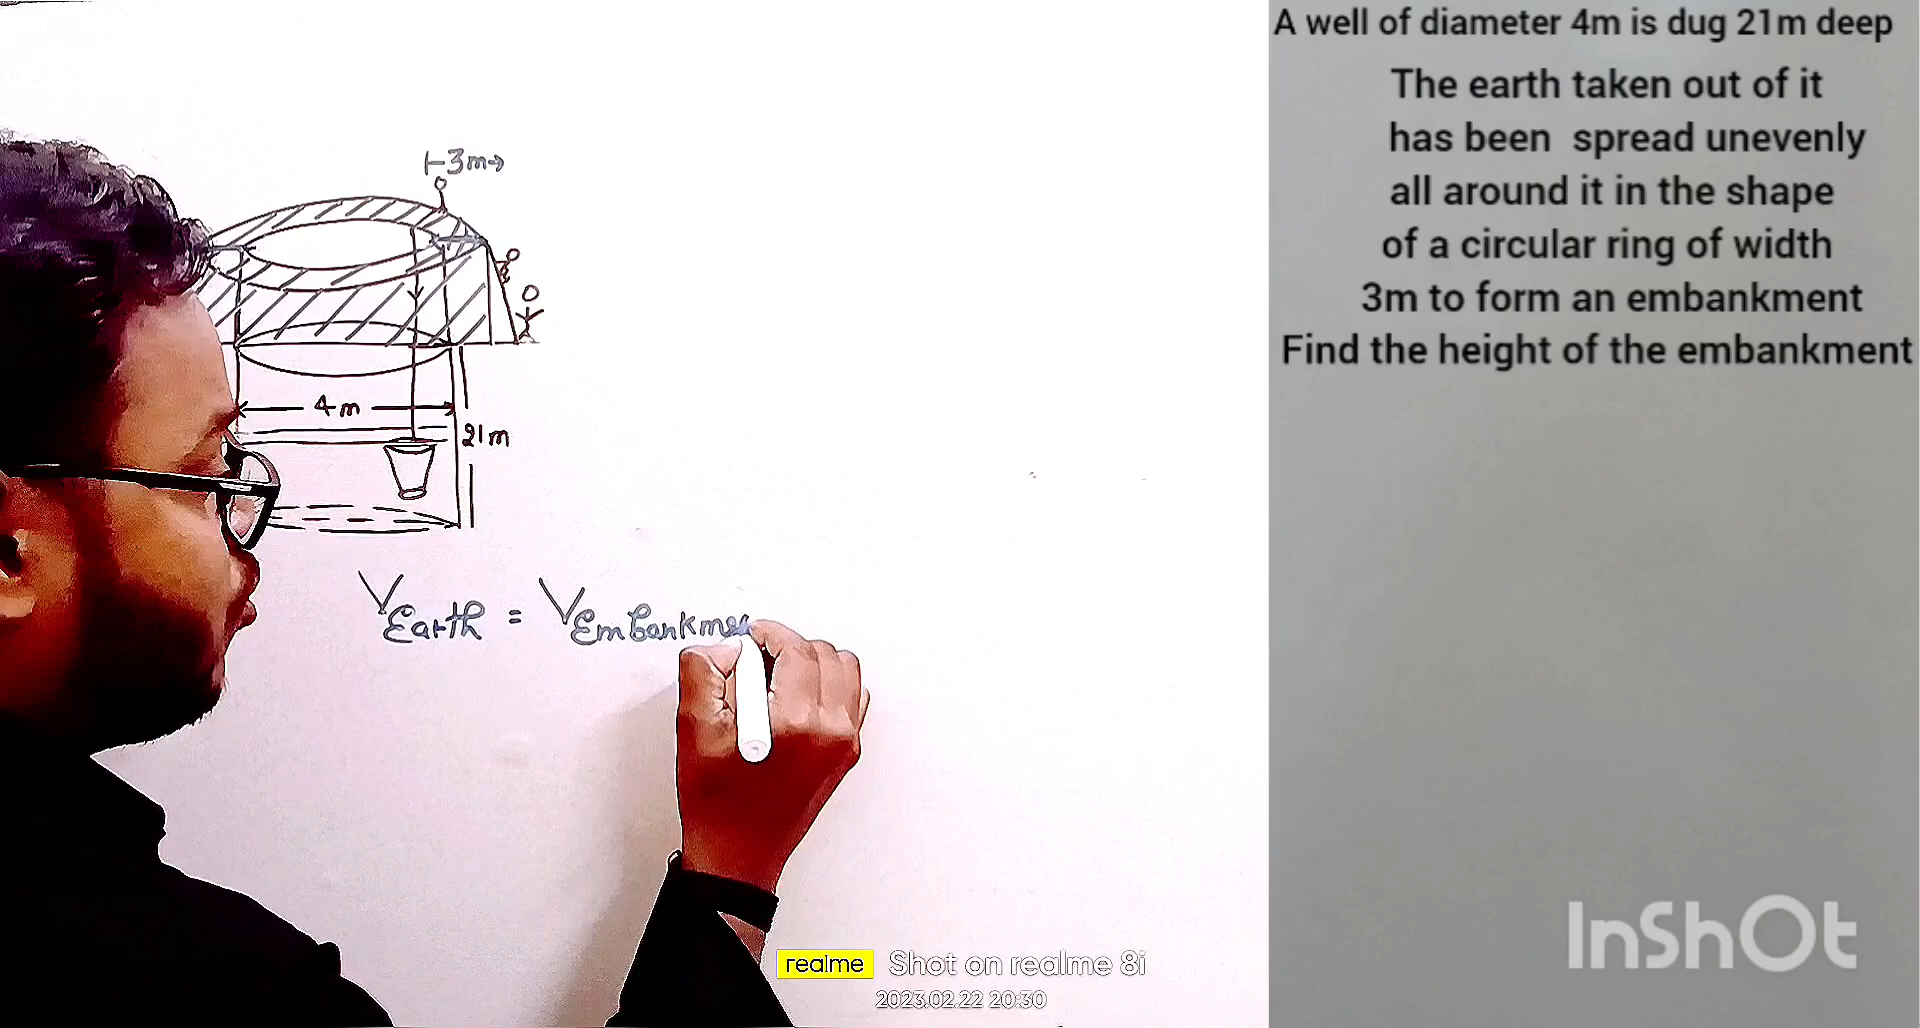 A well of diameter 4m is dug 21m deep
The earth taken out of it
has been spread unevenly
all around it in the shape
of a circular ring of width
3m to form an embankment
Find the height of the embankment
3m
4m
21m
V Earth = V Embankme
InShOt
realme Shot on realme 8i
2023.02.22 20:30